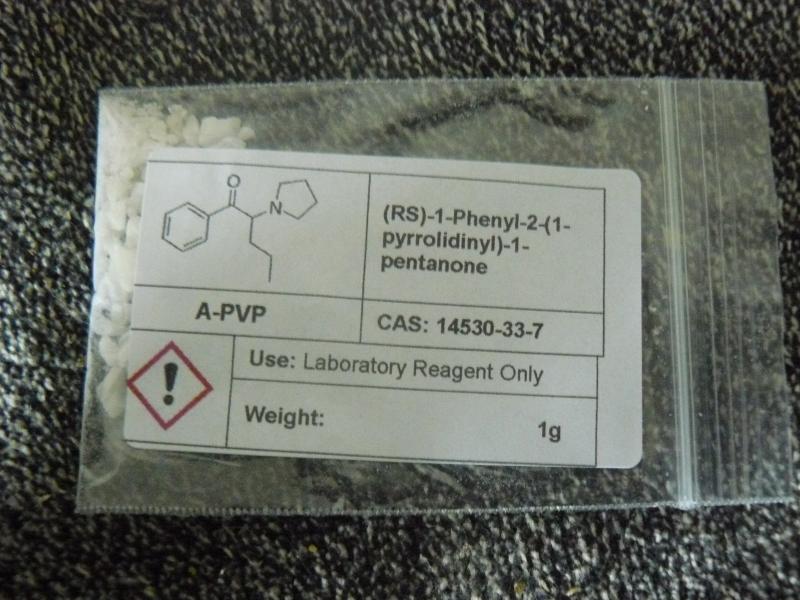 O
N
(RS)-1-Phenyl-2-(1-
pyrrolidinyl)-1-
pentanone
A-PVP
CAS: 14530-33-7
!
Use: Laboratory Reagent Only
Weight:
1g